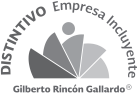 DISTINTIVO Empresa Incluyente
Gilberto Rincón Gallardo®